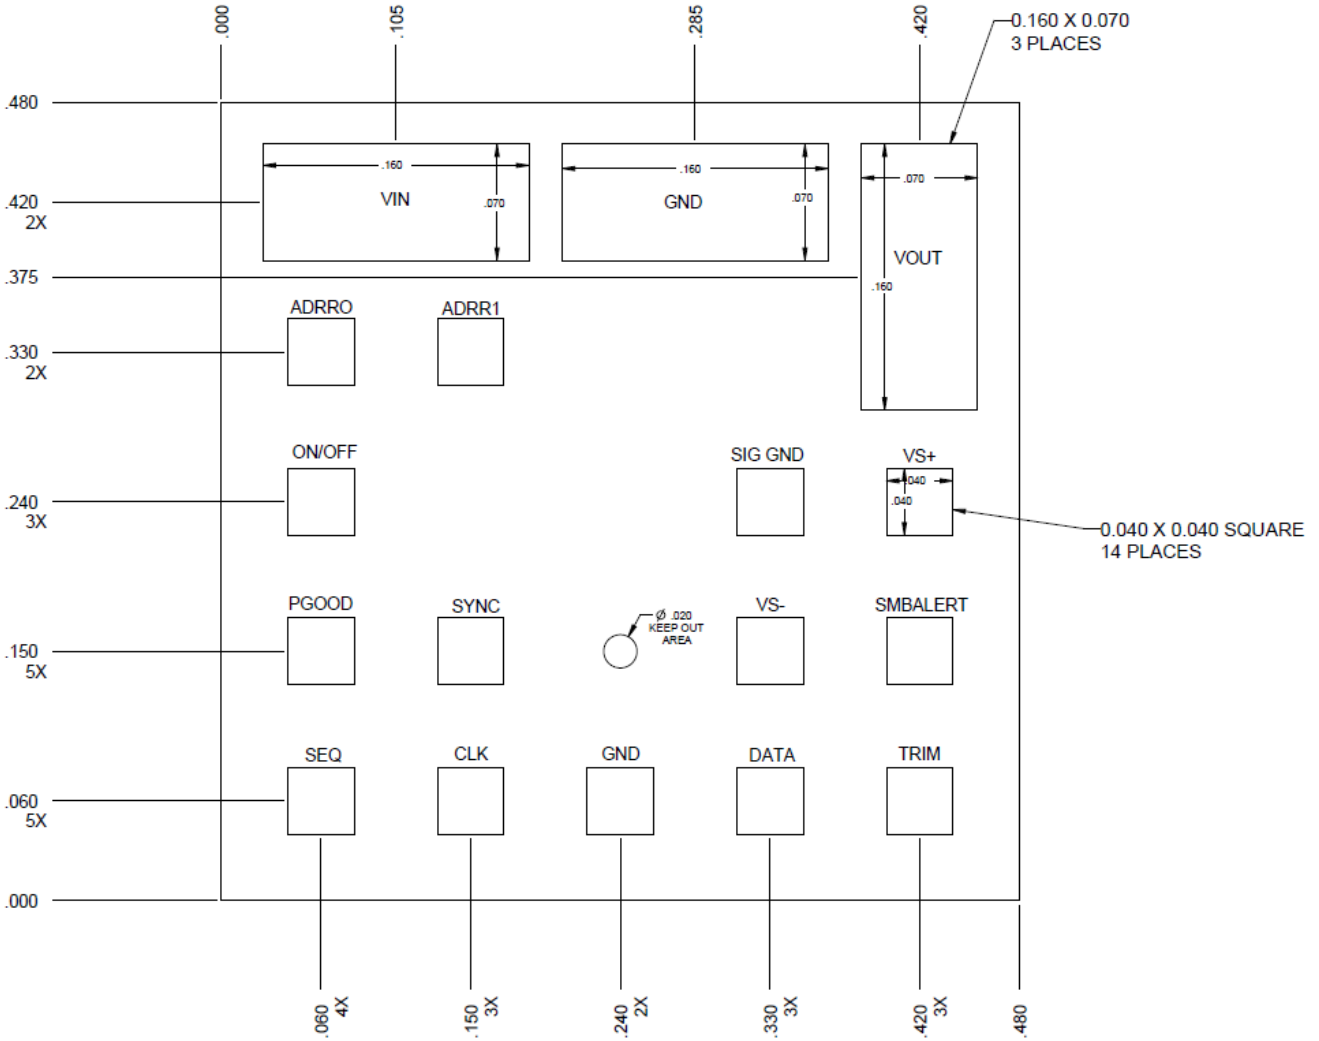 .000
.105
.285
.420
0.160 X 0.070
3 PLACES
.480
.160
.160
.070
VIN
GND
.420
2X
.070
.070
VOUT
.375
.160
ADRRO
ADRR1
.330
2X
ON/OFF
SIG GND
VS+
.040
.040
.240
3X
0.040 X 0.040 SQUARE
14 PLACES
PGOOD
SYNC
Ø .020
KEEP OUT
AREA
VS-
SMBALERT
.150
5X
SEQ
CLK
GND
DATA
TRIM
.060
5X
.000
.060
4X
.150
3X
.240
2X
.330
3X
.420
3X
.480